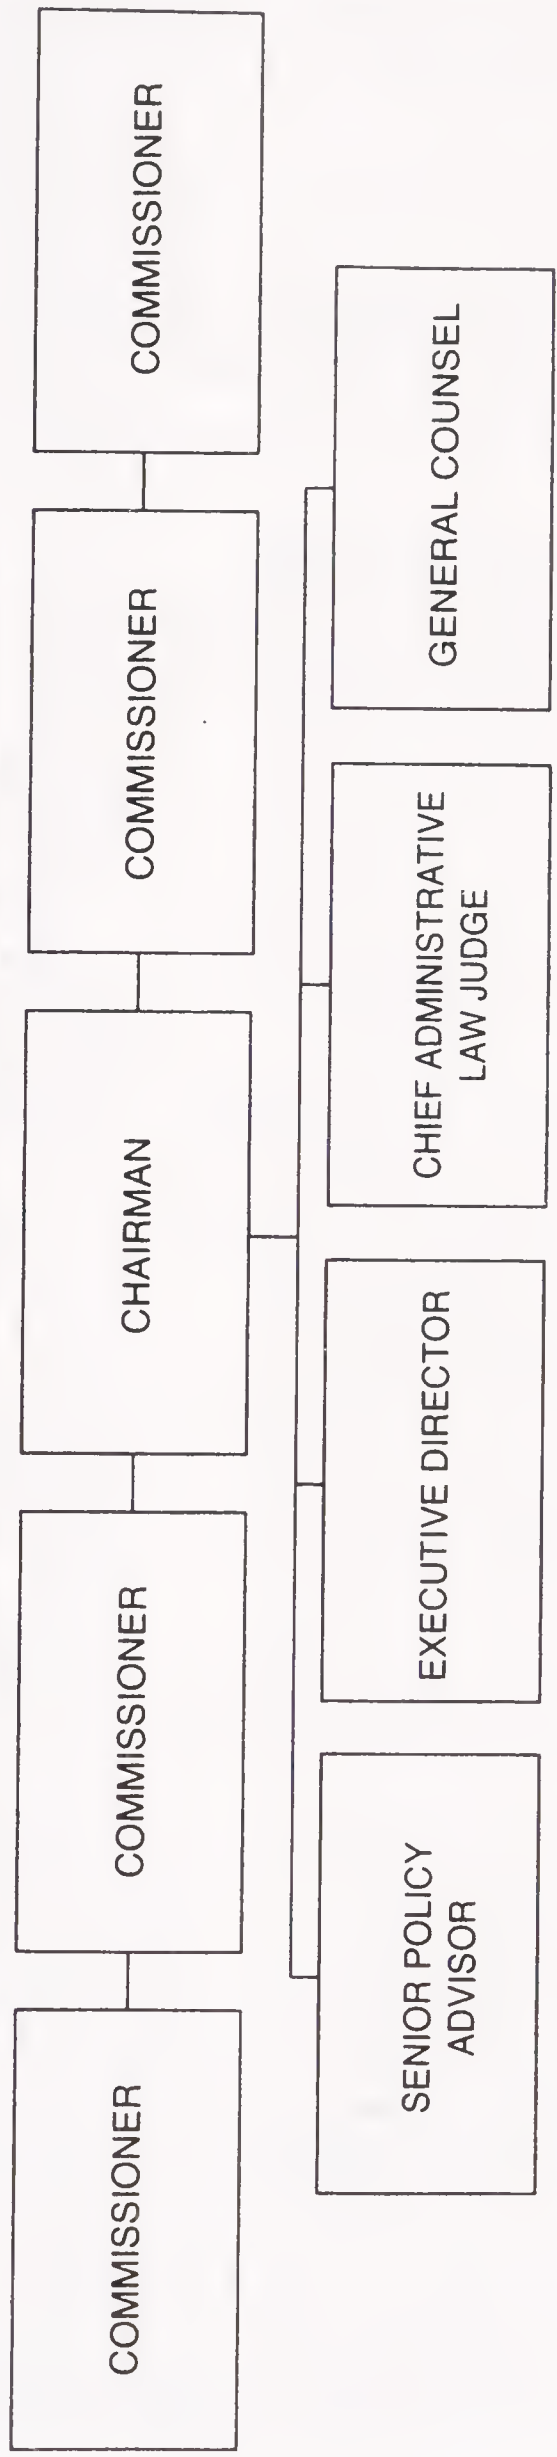 COMMISSIONER
COMMISSIONER
CHAIRMAN
COMMISSIONER
COMMISSIONER
SENIOR POLICY
ADVISOR
EXECUTIVE DIRECTOR
CHIEF ADMINISTRATIVE
LAW JUDGE
GENERAL COUNSEL